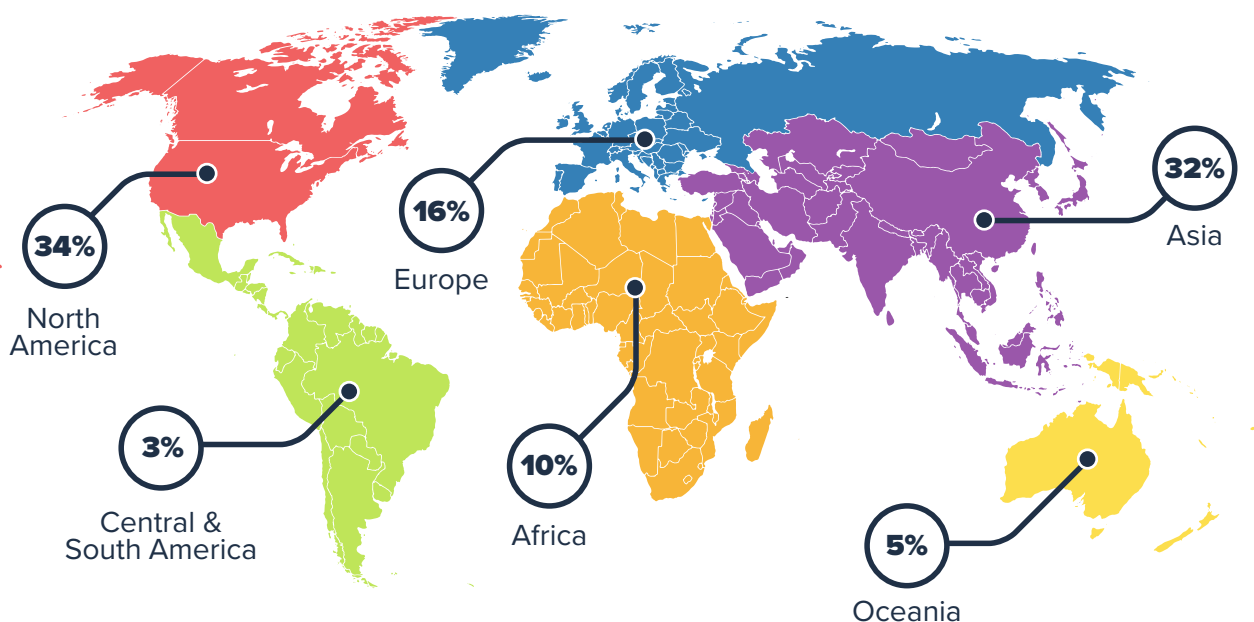 34%
North
America
16%
Europe
32%
Asia
3%
Central &
South America
10%
Africa
5%
Oceania